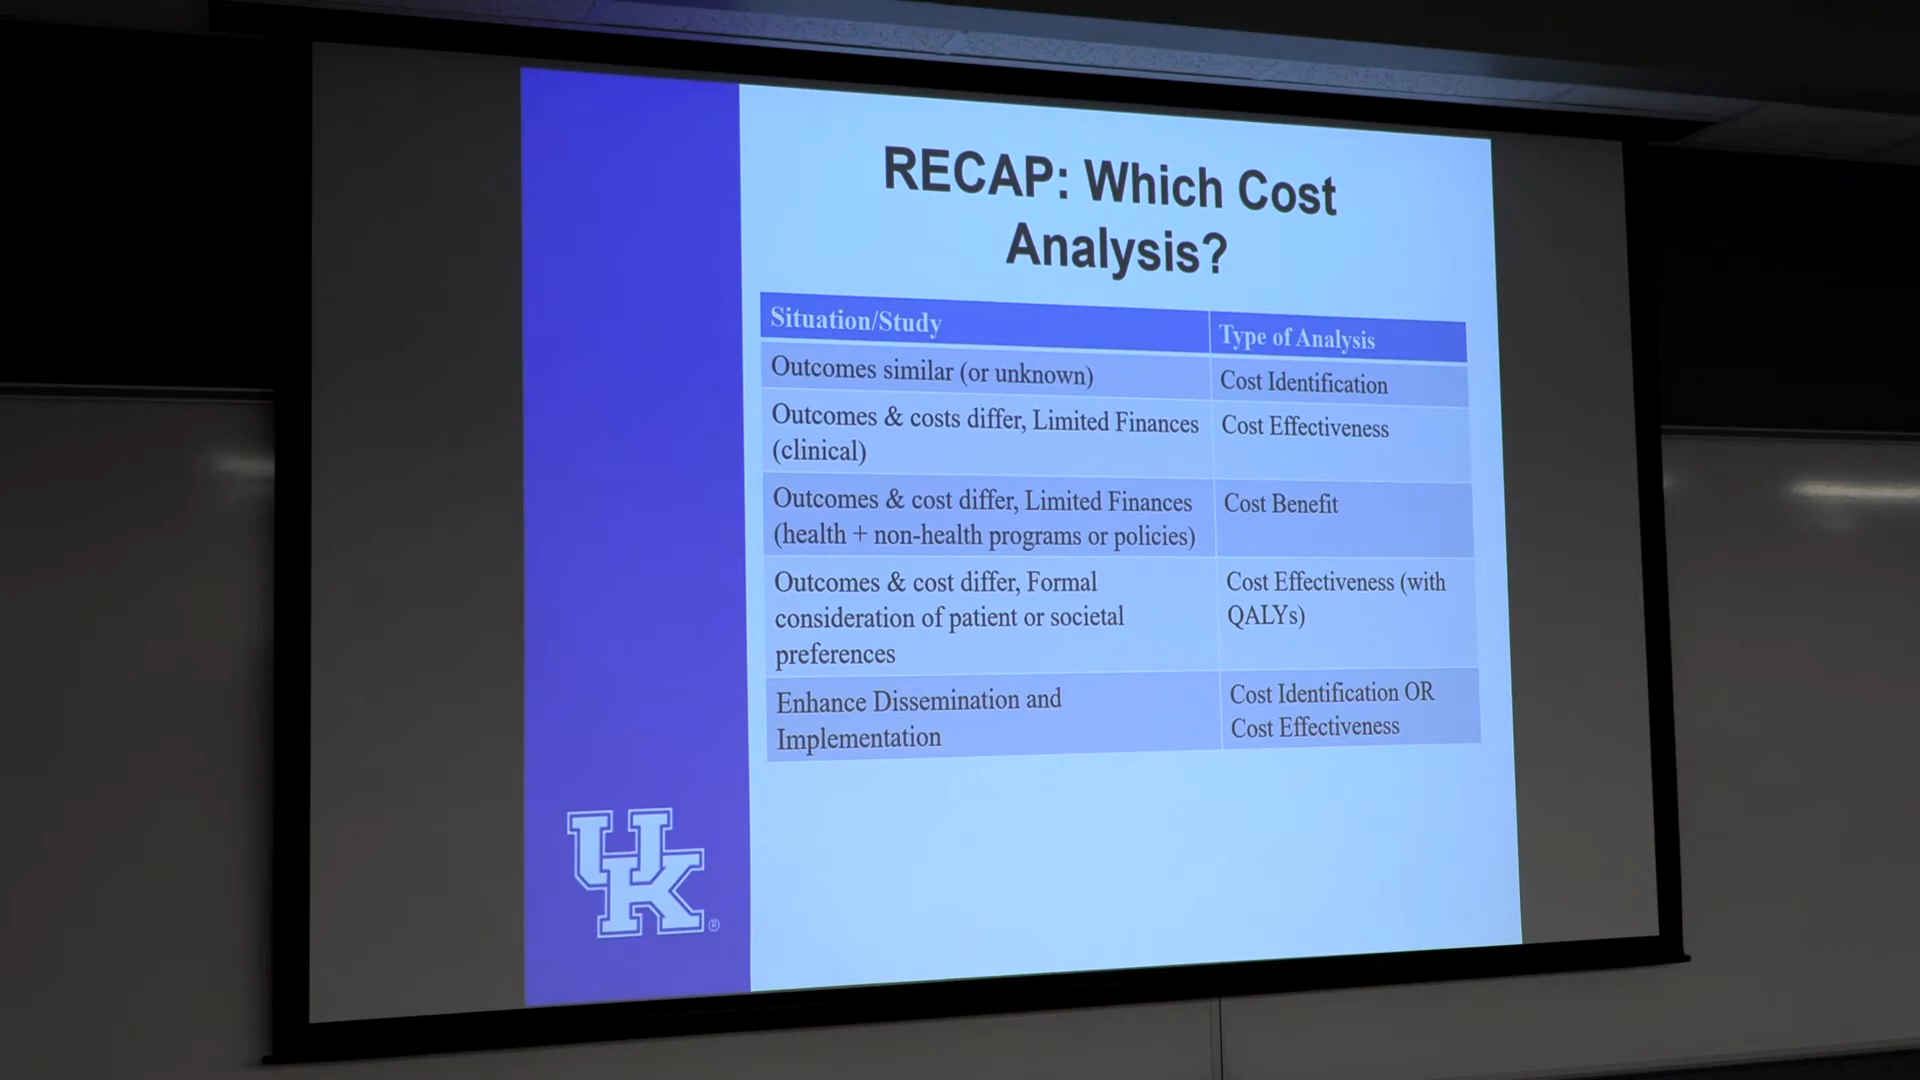 RECAP: Which Cost
Analysis?
Situation/Study
Type of Analysis
Outcomes similar (or unknown)
Cost Identification
Outcomes & costs differ, Limited Finances
(clinical)
Cost Effectiveness
Outcomes & cost differ, Limited Finances
(health + non-health programs or policies)
Cost Benefit
Outcomes & cost differ, Formal
consideration of patient or societal
preferences
Cost Effectiveness (with
QALYs)
Enhance Dissemination and
Implementation
Cost Identification OR
Cost Effectiveness
UK®